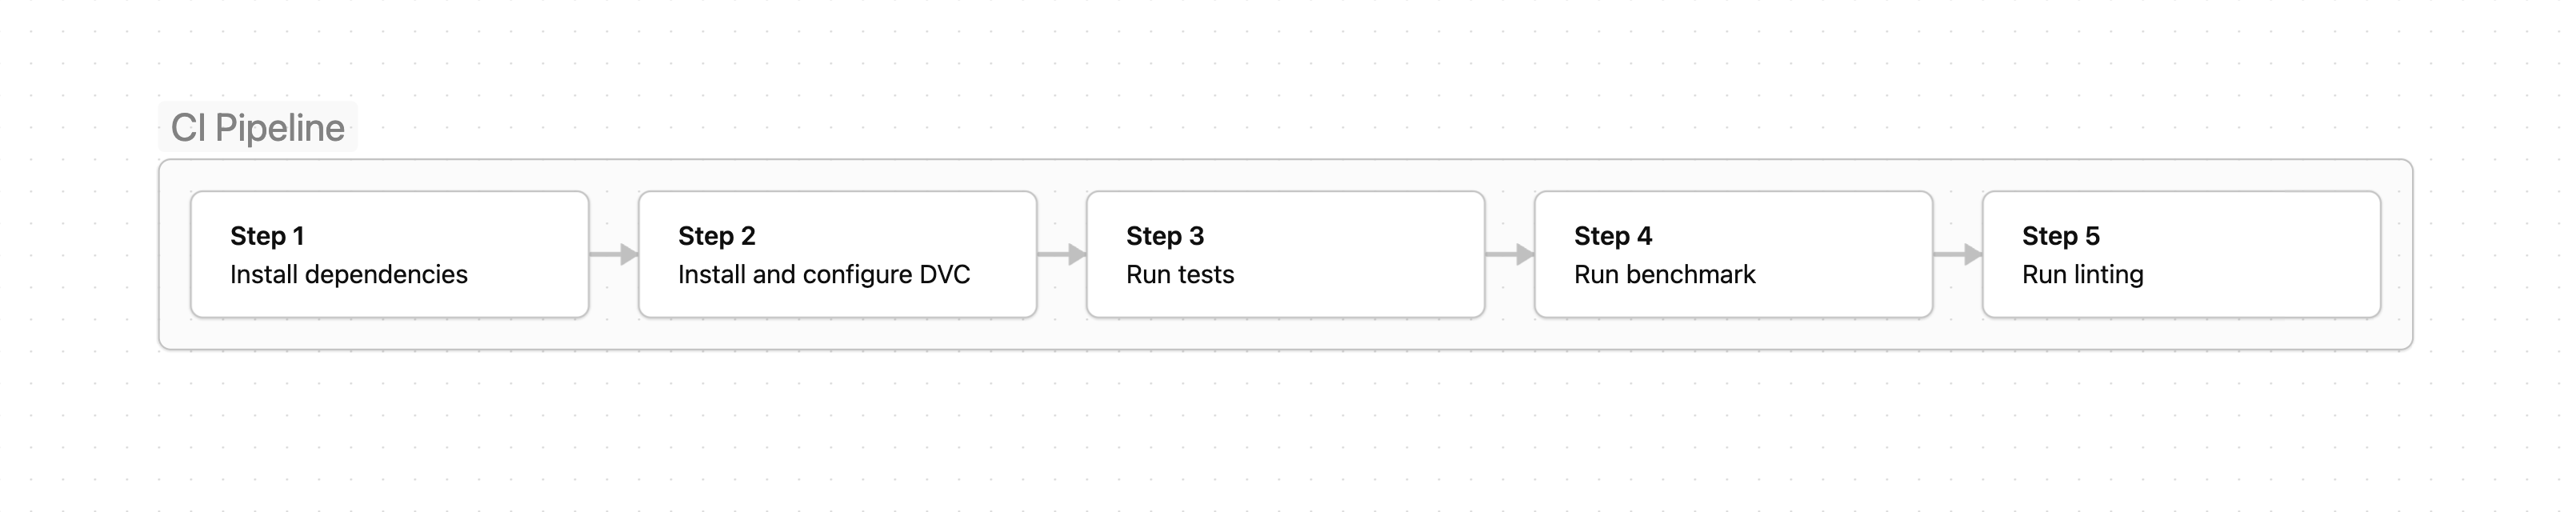 CI Pipeline
Step 1
Install dependencies
Step 2
Install and configure DVC
Step 3
Run tests
Step 4
Run benchmark
Step 5
Run linting